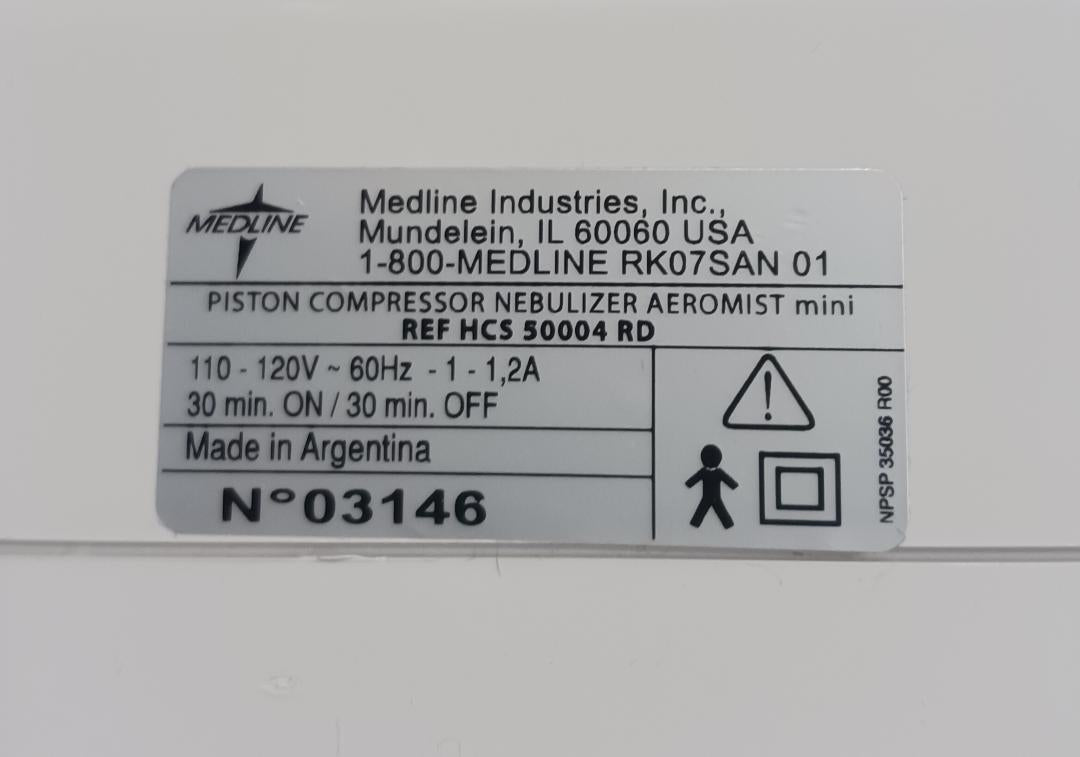 MEDLINE
Medline Industries, Inc.,
Mundelein, IL 60060 USA
1-800-MEDLINE RK07SAN 01
PISTON COMPRESSOR NEBULIZER AEROMIST mini
REF HCS 50004 RD
110 - 120V ~ 60Hz - 1 - 1,2A
30 min. ON / 30 min. OFF
Made in Argentina
N°03146
NPSP 35036 R00